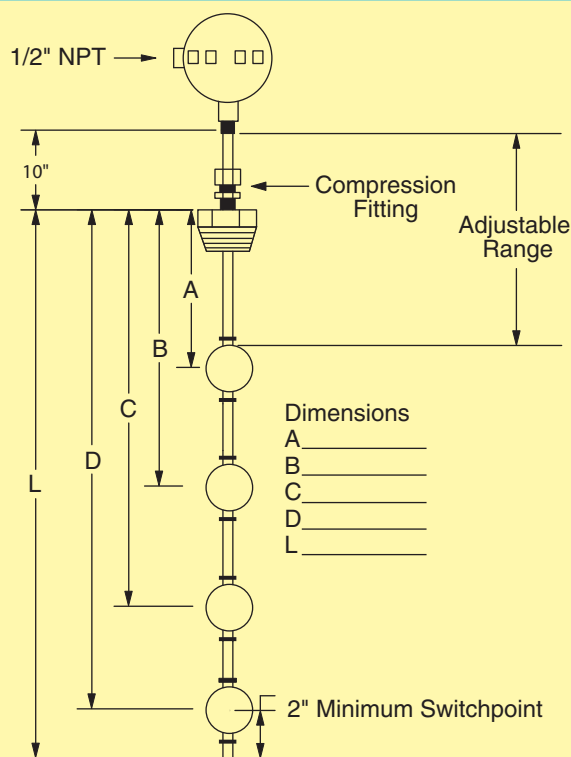 1/2" NPT
10"
Compression
Fitting
Adjustable
Range
A
B
C
D
L
Dimensions
A
B
C
D
L
2" Minimum Switchpoint